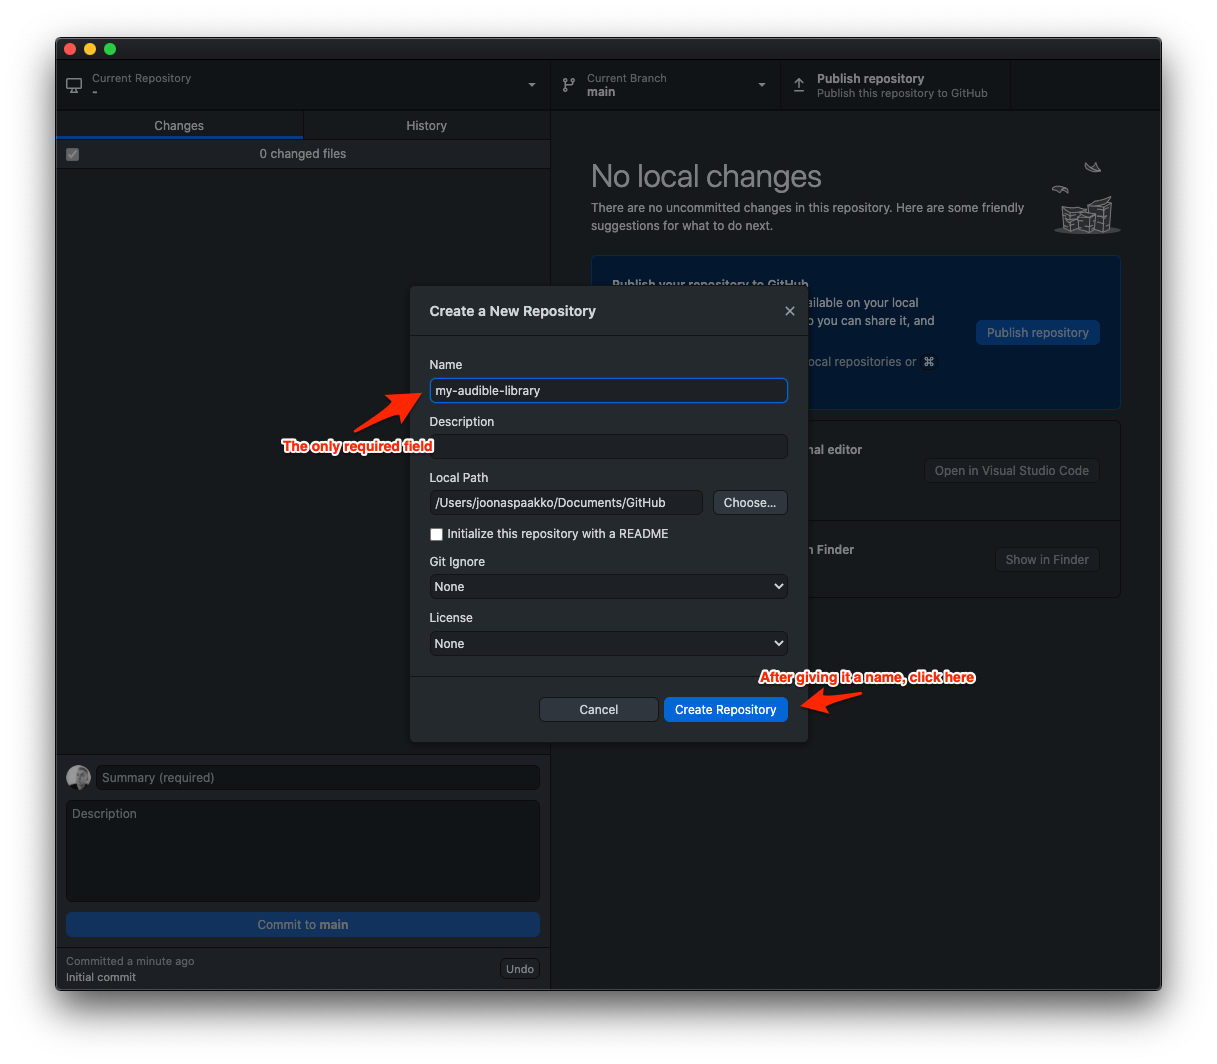 Current Repository
-
Current Branch
main
Publish repository
Publish this repository to GitHub
Changes
History
0 changed files
No local changes
There are no uncommitted changes in this repository. Here are some friendly
suggestions for what to do next.
Publish your repository to GitHub
ailable on your local
you can share it, and
Publish repository
ocal repositories or ⌘
nal editor
Open in Visual Studio Code
Finder
Show in Finder
Create a New Repository
Name
my-audible-library
The only required field
Description
Local Path
/Users/joonaspaakko/Documents/GitHub
Choose...
Initialize this repository with a README
Git Ignore
None
License
None
After giving it a name, click here
Cancel
Create Repository
Summary (required)
Description
Commit to main
Committed a minute ago
Initial commit
Undo